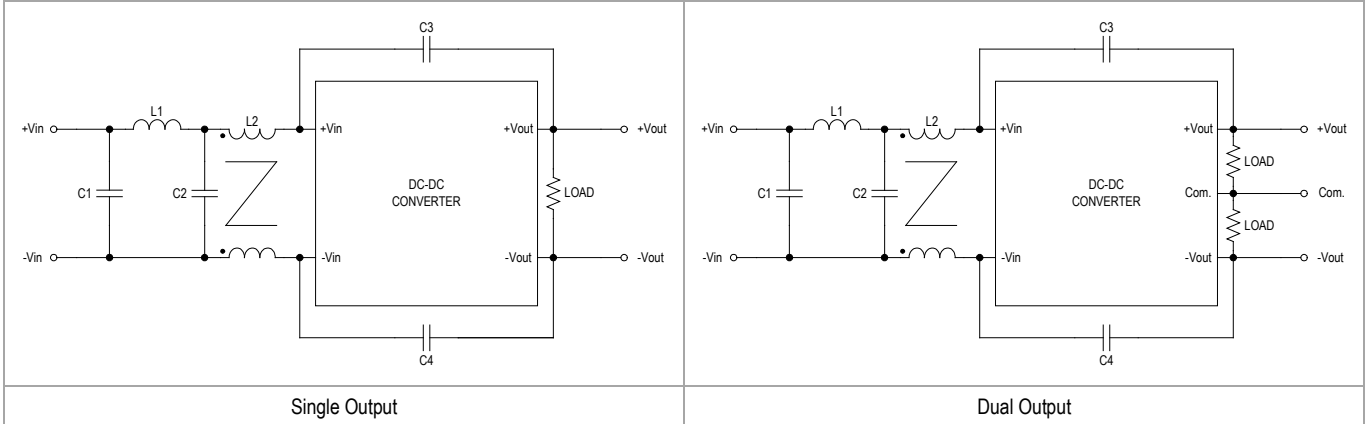 C3
L1
L2
+Vin
+Vin
+Vout
+Vout
C1
C2
DC-DC
CONVERTER
LOAD
-Vin
-Vin
-Vout
-Vout
C4
Single Output
C3
L1
L2
+Vin
+Vin
+Vout
+Vout
LOAD
C1
C2
DC-DC
CONVERTER
Com.
Com.
LOAD
-Vin
-Vin
-Vout
-Vout
C4
Dual Output